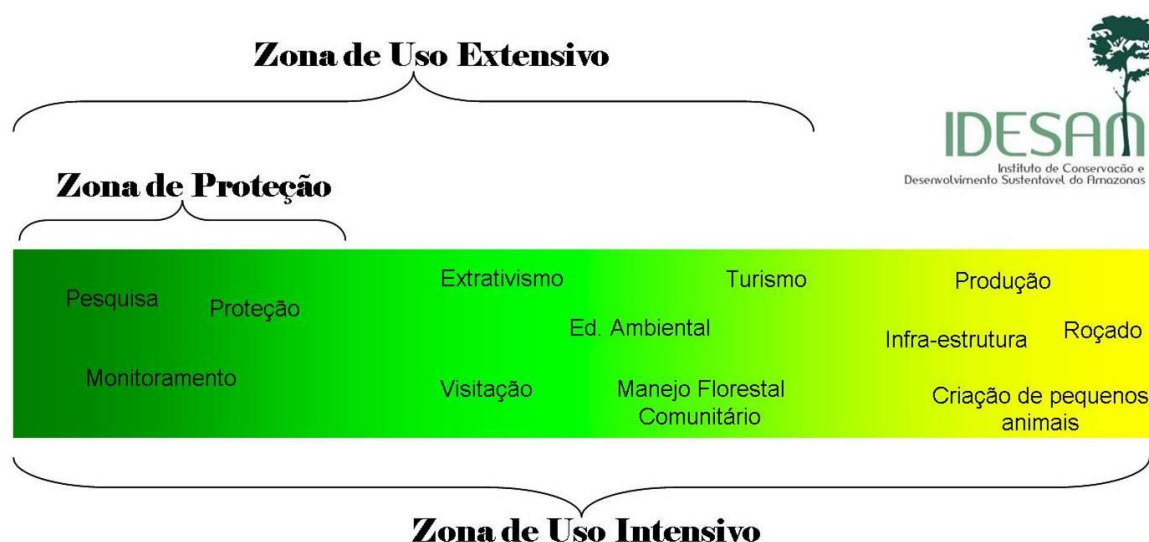 Zona de Uso Extensivo
IDESAM
Instituto de Conservação e
Desenvolvimento Sustentável do Amazonas
Zona de Proteção
Pesquisa
Proteção
Monitoramento
Extrativismo
Turismo
Ed. Ambiental
Visitação
Manejo Florestal
Comunitário
Produção
Infra-estrutura
Roçado
Criação de pequenos
animais
Zona de Uso Intensivo